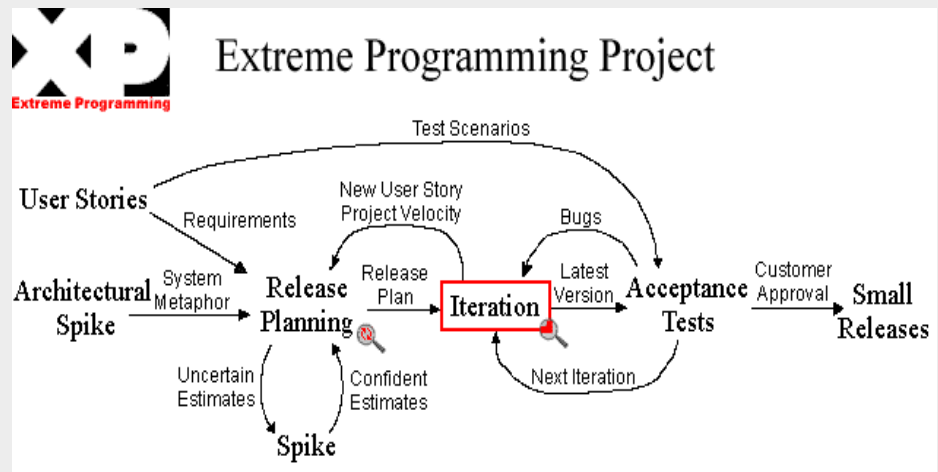 XP
Extreme Programming
Extreme Programming Project
Test Scenarios
User Stories
Requirements
New User Story
Project Velocity
Bugs
Architectural
Spike
System
Metaphor
Release
Planning
Release
Plan
Iteration
Latest
Version
Acceptance
Tests
Customer
Approval
Small
Releases
Uncertain
Estimates
Confident
Estimates
Next Iteration
Spike